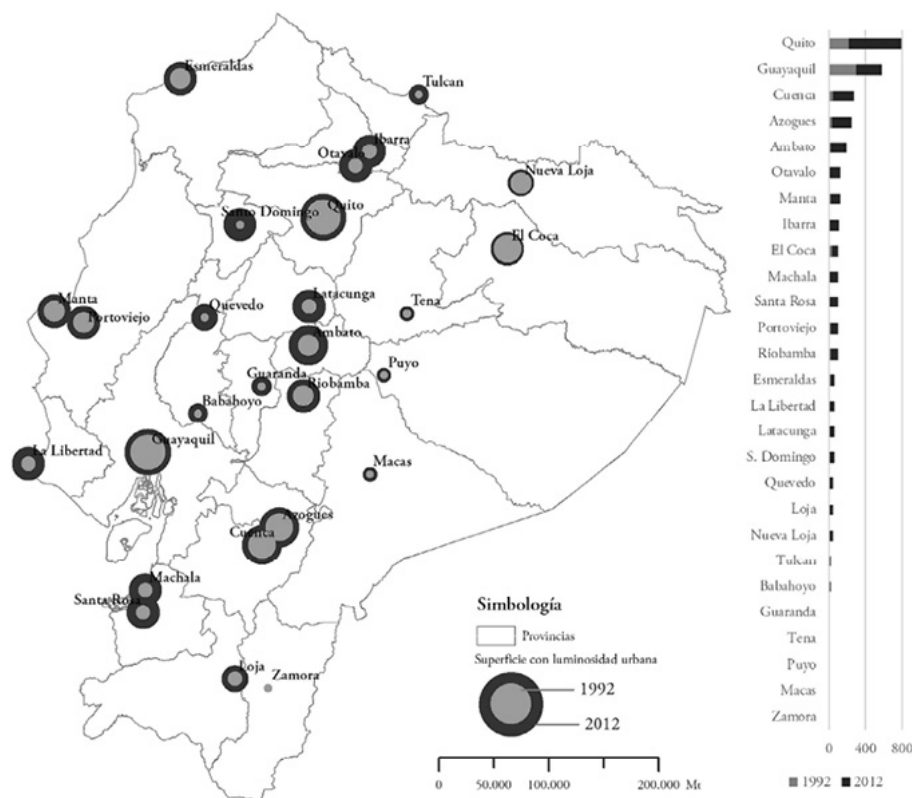 Esmeraldas
Tulcan
Ibarra
Otavalo
Nueva Loja
Santo Domingo
Quito
El Coca
Manta
Portoviejo
Quevedo
Latacunga
Tena
Ambato
Guaranda
Riobamba
Puyo
Babahoyo
La Libertad
Guayaquil
Macas
Azogues
Cuenca
Machala
Santa Rosa
Loja
Zamora
Simbología
Provincias
Superficie con luminosidad urbana
1992
2012
0 50.000 100.000 200.000 Mt
Quito
Guayaquil
Cuenca
Azogues
Ambato
Otavalo
Manta
Ibarra
El Coca
Machala
Santa Rosa
Portoviejo
Riobamba
Esmeraldas
La Libertad
Latacunga
S. Domingo
Quevedo
Loja
Nueva Loja
Tulcan
Babahoyo
Guaranda
Tena
Puyo
Macas
Zamora
0 400 800
1992 2012